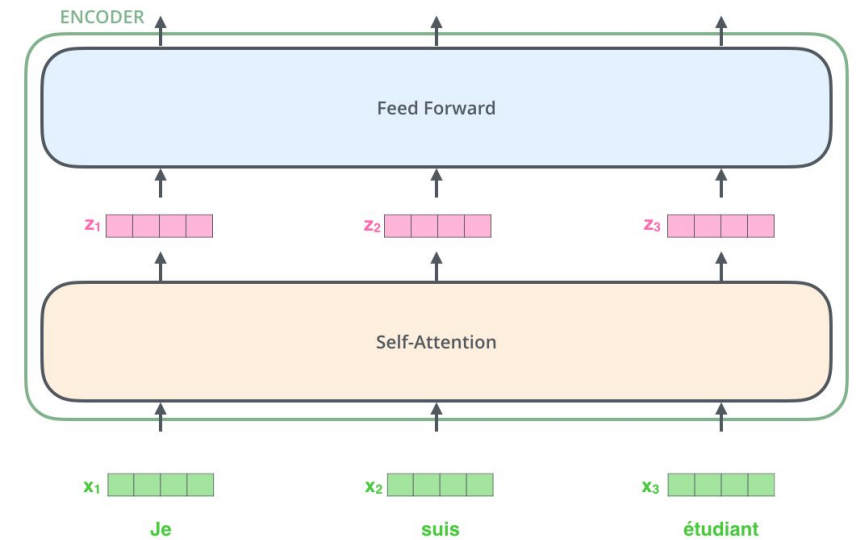 ENCODER
Feed Forward
z₁ z₂ z₃
Self-Attention
x₁ x₂ x₃
Je suis étudiant